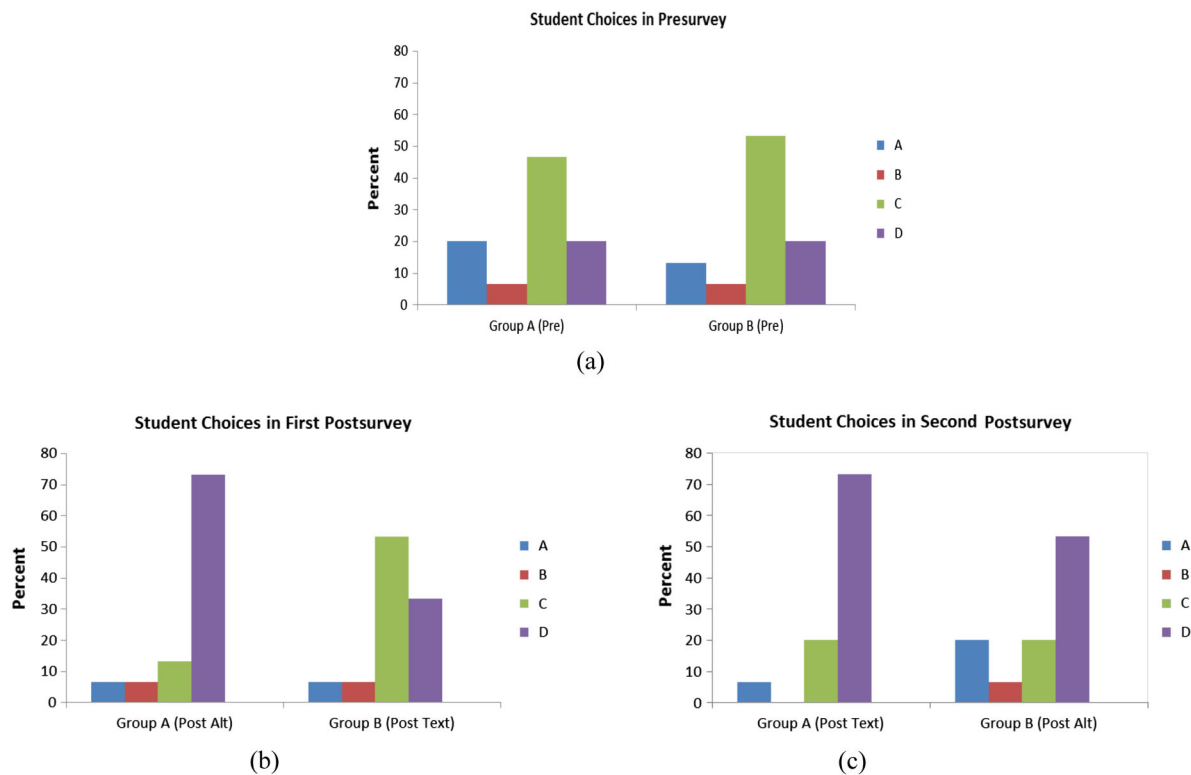 Student Choices in Presurvey
80
70
60
50
40
30
20
10
0
Percent
Group A (Pre)
Group B (Pre)
A
B
C
D
(a)
Student Choices in First Postsurvey
80
70
60
50
40
30
20
10
0
Percent
Group A (Post Alt)
Group B (Post Text)
A
B
C
D
(b)
Student Choices in Second Postsurvey
80
70
60
50
40
30
20
10
0
Percent
Group A (Post Text)
Group B (Post Alt)
A
B
C
D
(c)